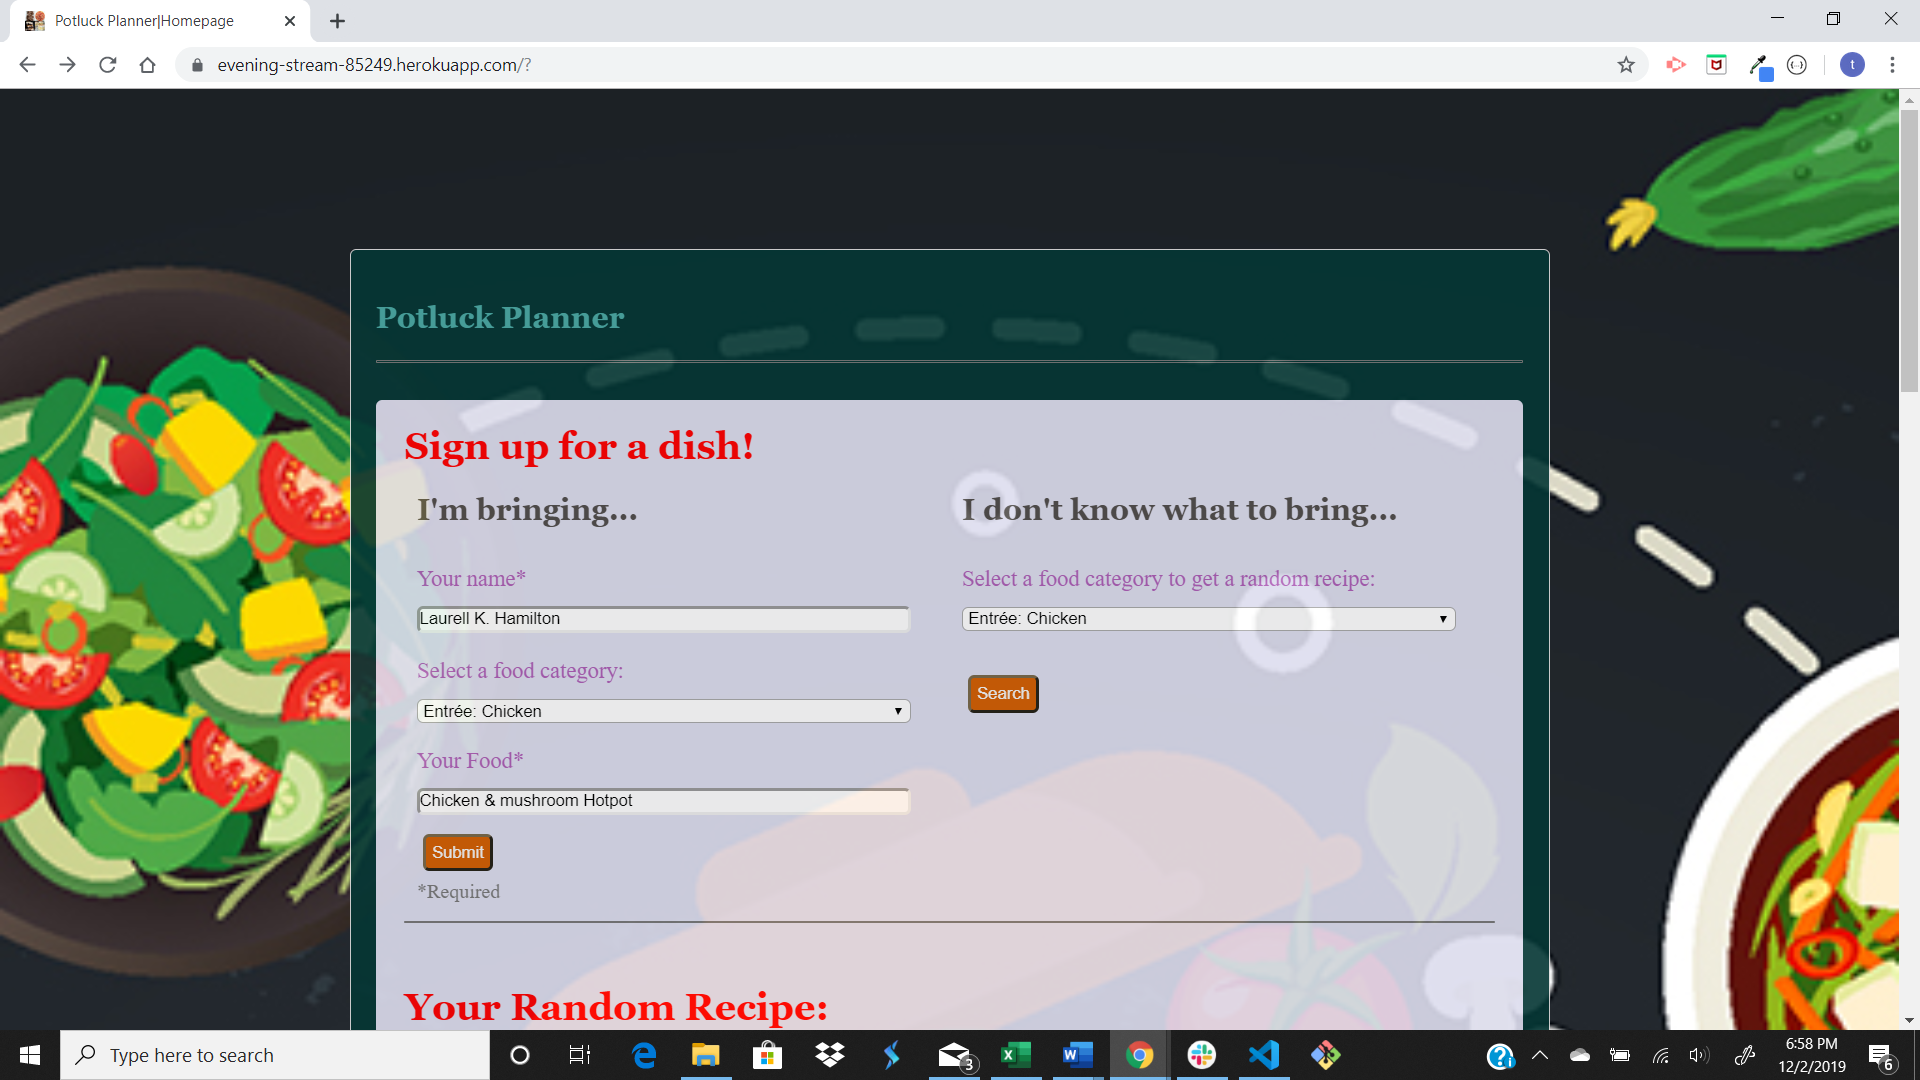 Potluck Planner|Homepage
evening-stream-85249.herokuapp.com/?
t
Potluck Planner
Sign up for a dish!
I'm bringing...
Your name*
Laurell K. Hamilton
Select a food category:
Entrée: Chicken
Your Food*
Chicken & mushroom Hotpot
Submit
*Required
I don't know what to bring...
Select a food category to get a random recipe:
Entrée: Chicken
Search
Your Random Recipe:
Type here to search
3
6:58 PM
12/2/2019
6